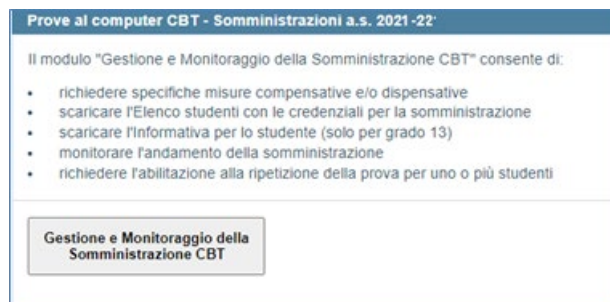 Prove al computer CBT - Somministrazioni a.s. 2021-22
Il modulo "Gestione e Monitoraggio della Somministrazione CBT" consente di:
• richiedere specifiche misure compensative e/o dispensative
• scaricare l'Elenco studenti con le credenziali per la somministrazione
• scaricare l'Informativa per lo studente (solo per grado 13)
• monitorare l'andamento della somministrazione
• richiedere l'abilitazione alla ripetizione della prova per uno o più studenti
Gestione e Monitoraggio della
Somministrazione CBT